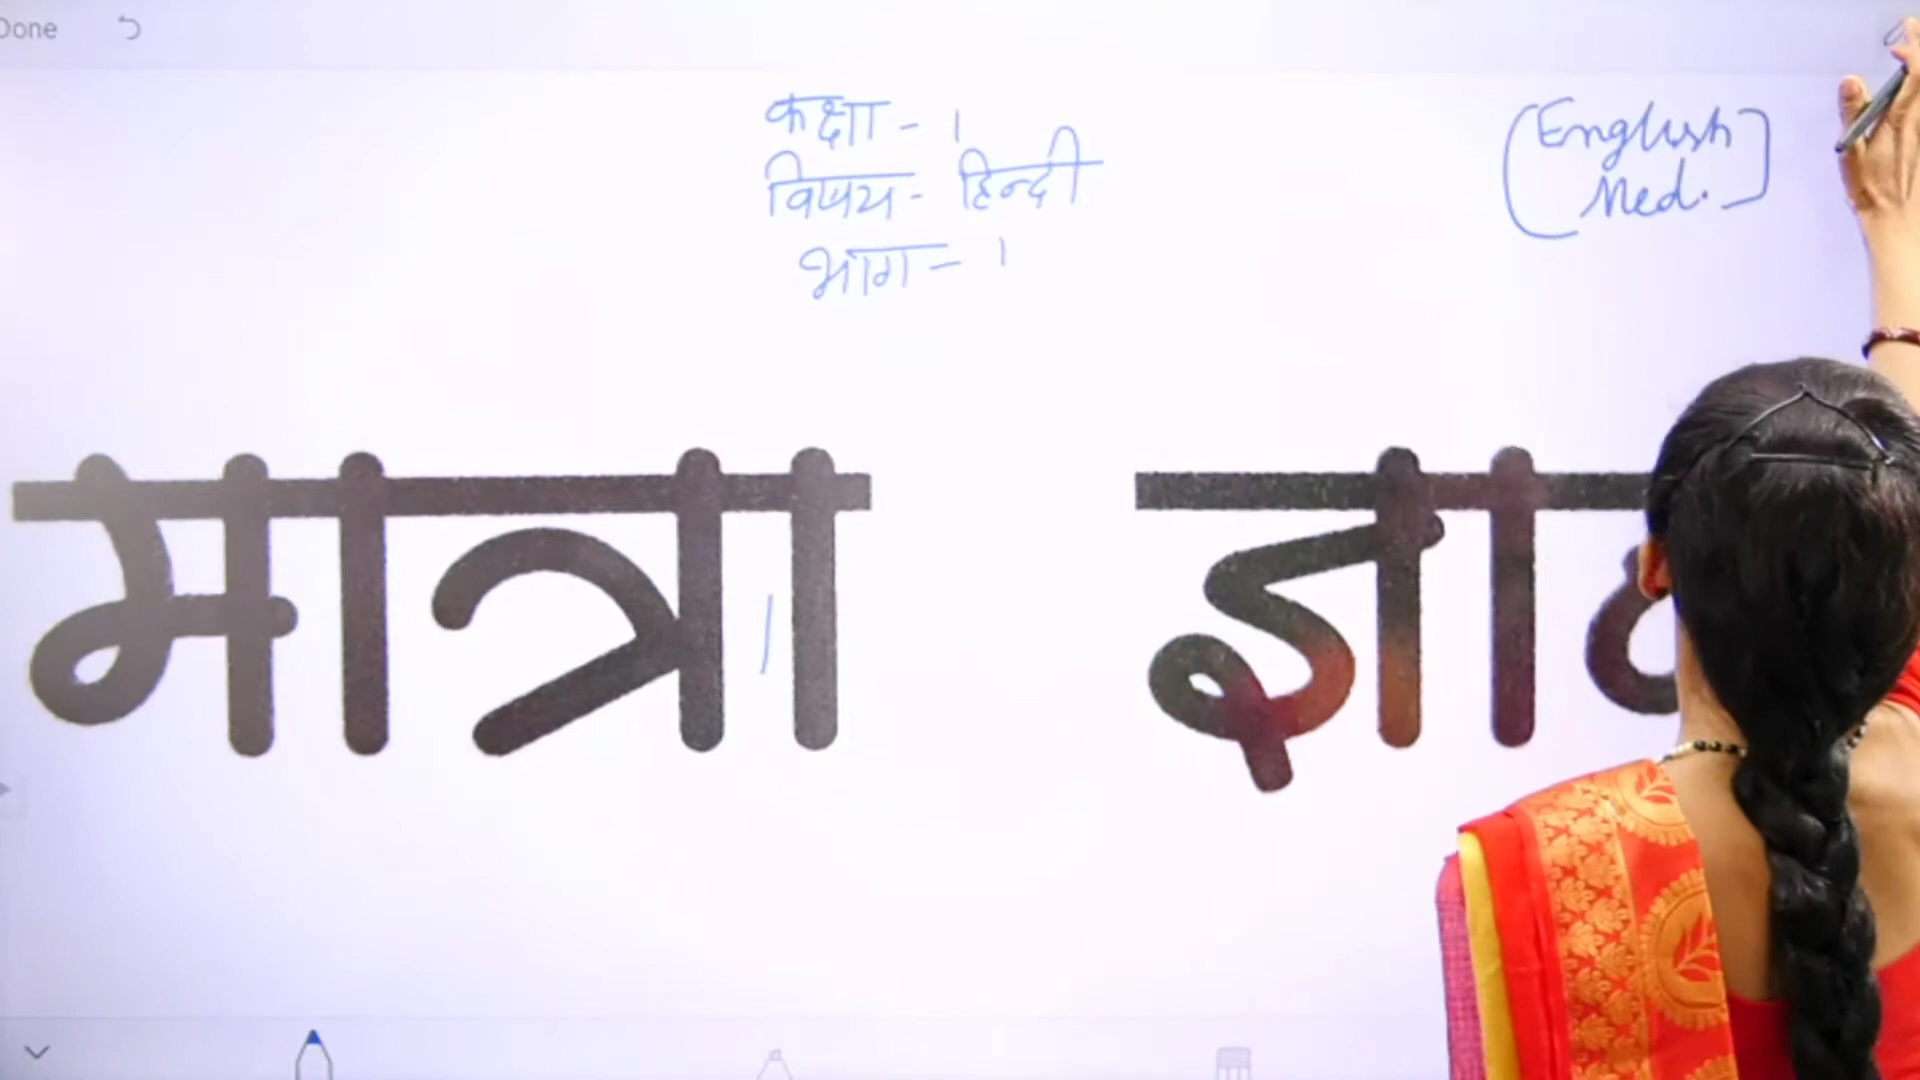 Done
कक्षा - 1
विषय - हिन्दी
भाग - 1
(English
Med.]
मात्रा ज्ञा